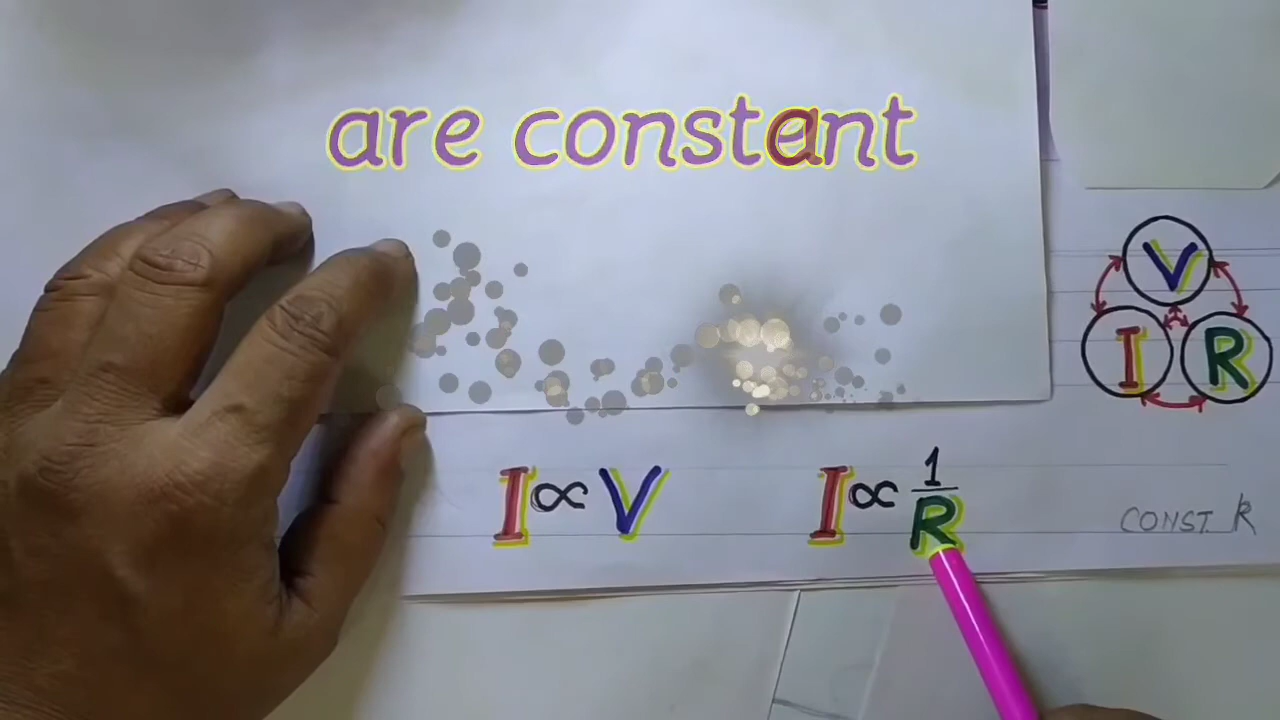 are constant
V
I R
I ∝ V I ∝ 1/R
CONST. K